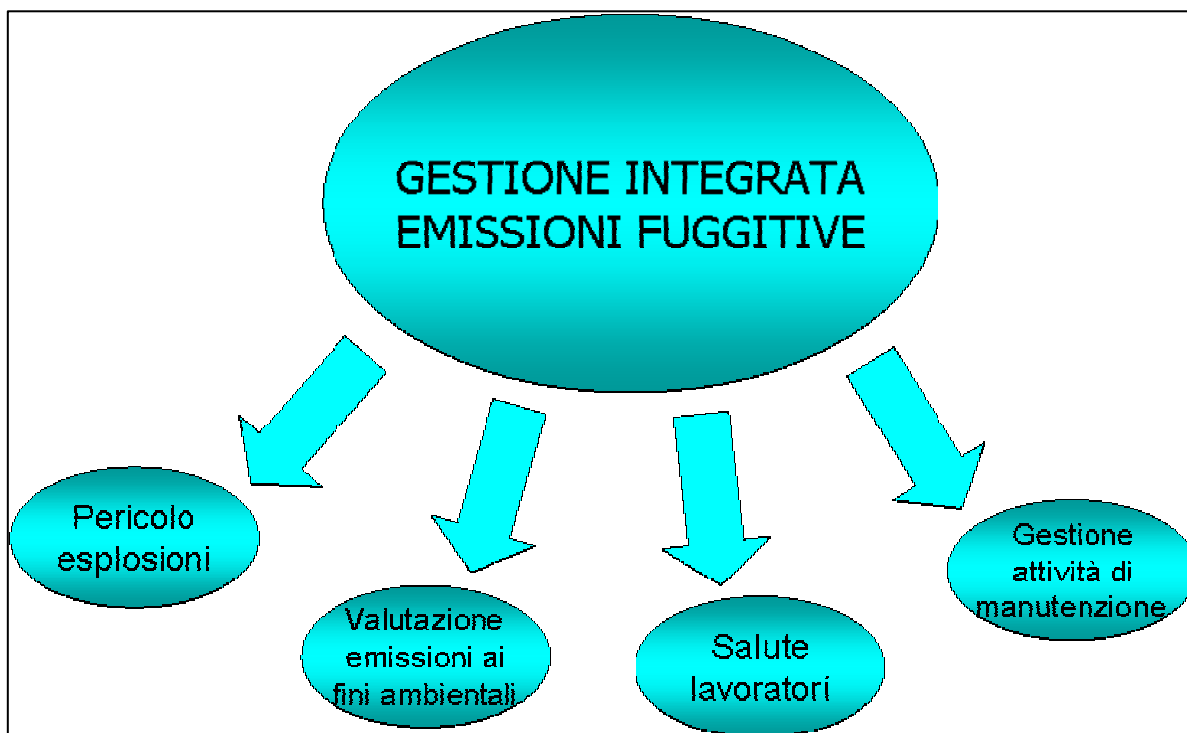 GESTIONE INTEGRATA
EMISSIONI FUGGITIVE
Pericolo
esplosioni
Valutazione
emissioni ai
fini ambientali
Salute
lavoratori
Gestione
attività di
manutenzione